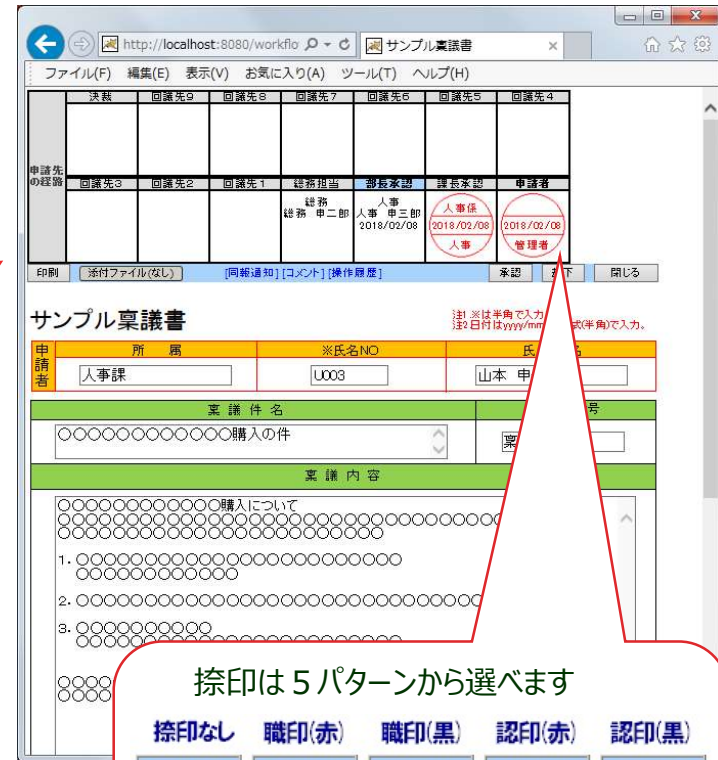 http://localhost:8080/workflo
サンプル稟議書
ファイル(F) 編集(E) 表示(V) お気に入り(A) ツール(T) ヘルプ(H)
決裁 回議先9 回議先8 回議先7 回議先6 回議先5 回議先4
申請先の経路
回議先3 回議先2 回議先1 総務担当 部長承認 課長承認 申請者
総務 人事 人事係
総務 申二郎 人事 申三郎 2018/02/08 2018/02/08
2018/02/08 人事 管理者
印刷 添付ファイル(なし) [同報通知] [コメント] [操作履歴] 承認 下 閉じる
サンプル稟議書
注1 ※は半角で入力
注2 日付はyyyy/mm 式(半角)で入力。
申請者
所 属 ※氏名NO 氏 名
人事課 U003 山本 申
稟 議 件 名 号
○○○○○○○○○○○○○購入の件
稟
稟 議 内 容
○○○○○○○○○○○○○購入について
○○○○○○○○○○○○○○○○○○○○○○○○○○○○○○○○○○○
○○○○○○○○○○○○○○○○○○○○○○○○○○
1. ○○○○○○○○○○○○○○○○○○○○○○○○○
○○○○○○○○○○○○○
2. ○○○○○○○○○○○○○○○○○○○○○○○○○○○○○○○○
3. ○○○○○○○○○○
○○○○○○○○○○○○○○○○○○○○○○○○○
○○○○
○○○○
捺印は5パターンから選べます
捺印なし 職印(赤) 職印(黒) 認印(赤) 認印(黒)